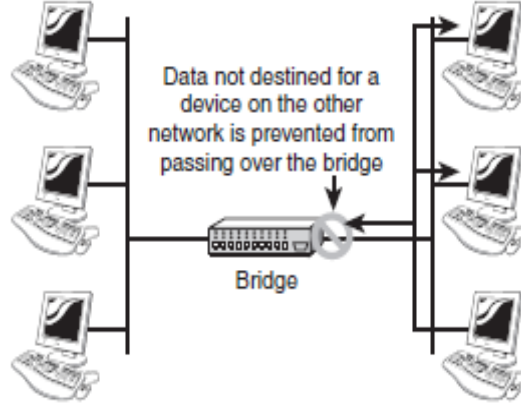 Data not destined for a
device on the other
network is prevented from
passing over the bridge
Bridge